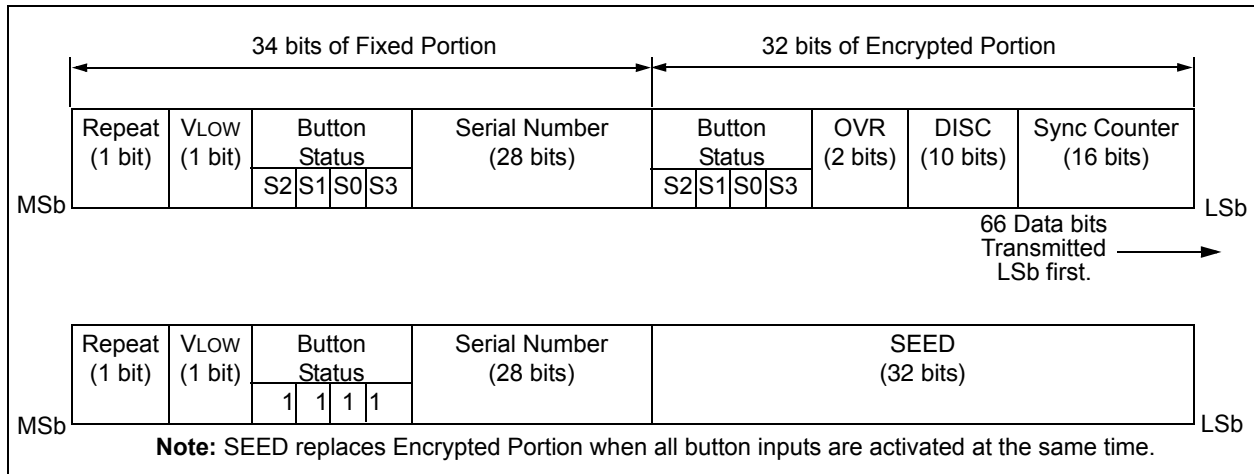 34 bits of Fixed Portion 32 bits of Encrypted Portion
Repeat VLOW Button Serial Number Button OVR DISC Sync Counter
(1 bit) (1 bit) Status (28 bits) Status (2 bits) (10 bits) (16 bits)
S2 S1 S0 S3 S2 S1 S0 S3
MSb LSb
66 Data bits
Transmitted
LSb first.
Repeat VLOW Button Serial Number SEED
(1 bit) (1 bit) Status (28 bits) (32 bits)
1 1 1 1
MSb LSb
Note: SEED replaces Encrypted Portion when all button inputs are activated at the same time.